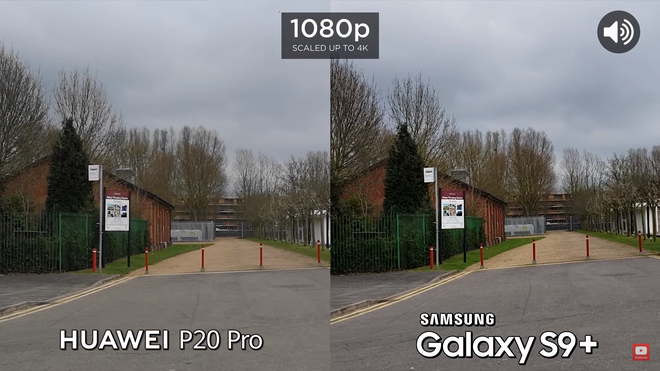 1080p
SCALED UP TO 4K
HUAWEI P20 Pro
SAMSUNG
Galaxy S9+